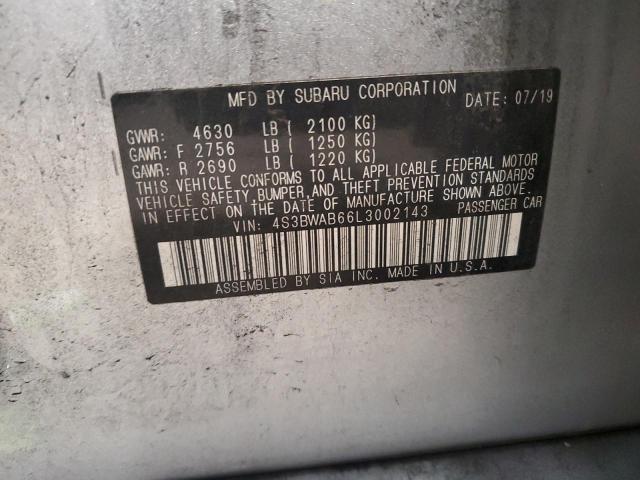 MFD BY SUBARU CORPORATION DATE: 07/19
GVWR: 4630 LB ( 2100 KG)
GAWR: F 2756 LB ( 1250 KG)
GAWR: R 2690 LB ( 1220 KG)
THIS VEHICLE CONFORMS TO ALL APPLICABLE FEDERAL MOTOR
VEHICLE SAFETY,BUMPER,AND THEFT PREVENTION STANDARDS
IN EFFECT ON THE DATE OF MANUFACTURE SHOWN ABOVE.
VIN: 4S3BWAB66L3002143 PASSENGER CAR
ASSEMBLED BY SIA INC. MADE IN U.S.A.